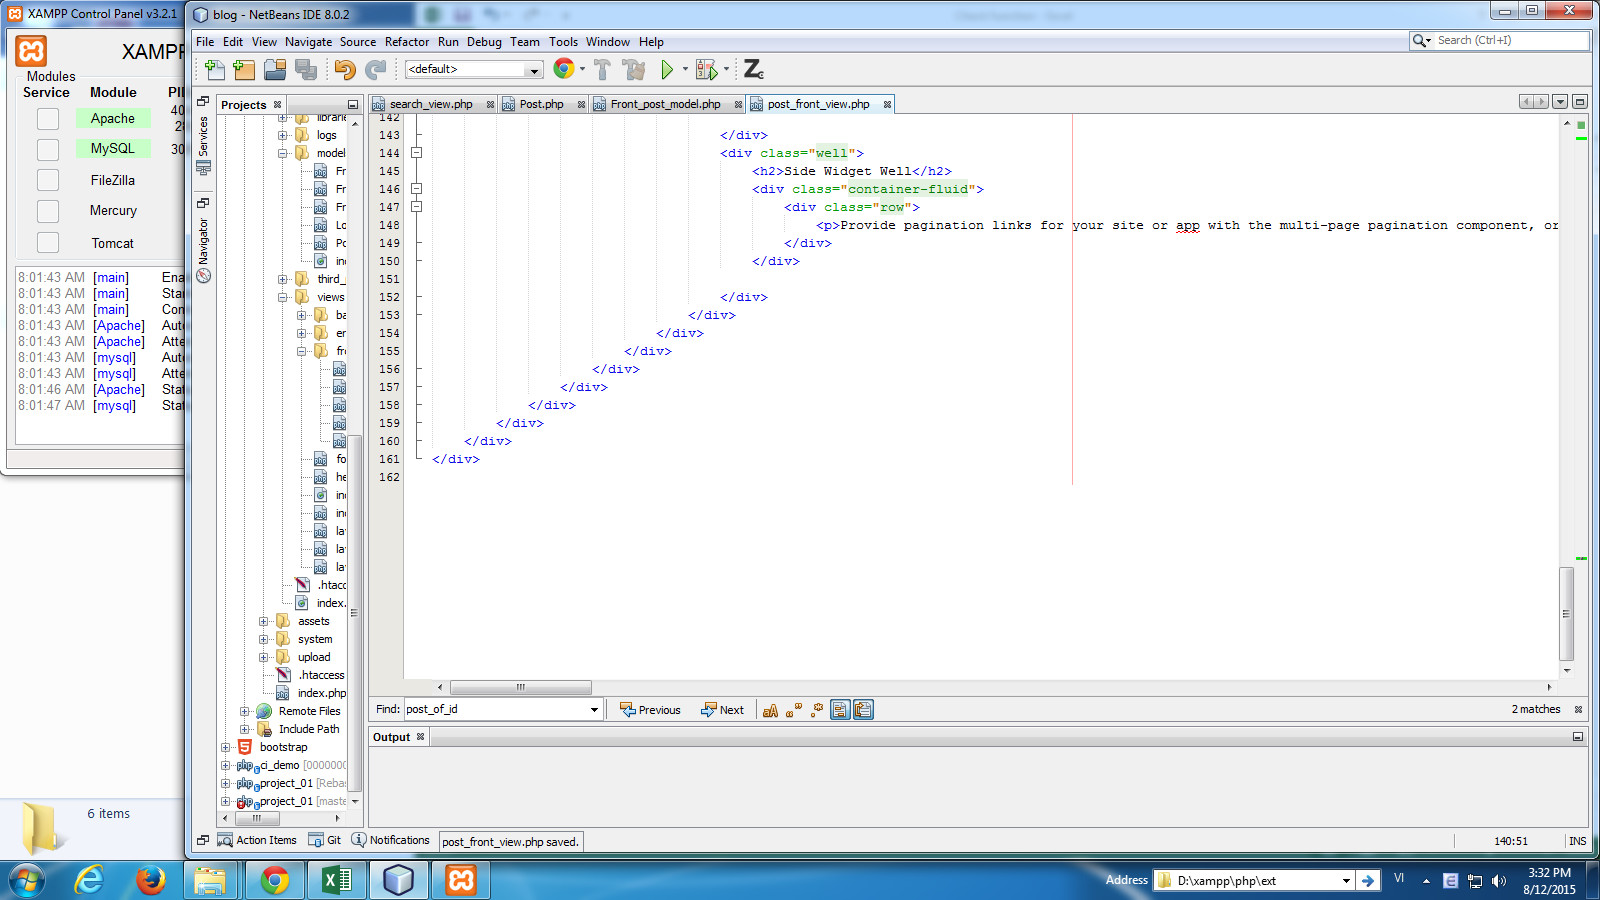 XAMPP Control Panel v3.2.1
XAMPP
Modules
Service Module
Apache
MySQL
FileZilla
Mercury
Tomcat
8:01:43 AM [main] Ena
8:01:43 AM [main] Star
8:01:43 AM [main] Con
8:01:43 AM [Apache] Auto
8:01:43 AM [Apache] Atte
8:01:43 AM [mysql] Auto
8:01:43 AM [mysql] Atte
8:01:46 AM [Apache] Stat
8:01:47 AM [mysql] Stat
6 items
blog - NetBeans IDE 8.0.2
File Edit View Navigate Source Refactor Run Debug Team Tools Window Help
Search (Ctrl+I)
<default>
Services
Navigator
Projects
librarie
logs
model
Fr
Fr
Fr
Lo
Po
in
third_
views
ba
er
fr
fo
he
in
in
la
la
la
.htacc
index.
assets
system
upload
.htaccess
index.php
Remote Files
Include Path
bootstrap
ci_demo [0000000
project_01 [Reba
project_01 [maste
search_view.php Post.php Front_post_model.php post_front_view.php
142
143 </div>
144 <div class="well">
145 <h2>Side Widget Well</h2>
146 <div class="container-fluid">
147 <div class="row">
148 <p>Provide pagination links for your site or app with the multi-page pagination component, or
149 </div>
150 </div>
151
152 </div>
153 </div>
154 </div>
155 </div>
156 </div>
157 </div>
158 </div>
159 </div>
160 </div>
161 </div>
162
Find: post_of_id Previous Next 2 matches
Output
Action Items Git Notifications post_front_view.php saved. 140:51 INS
Address D:\xampp\php\ext VI
3:32 PM
8/12/2015